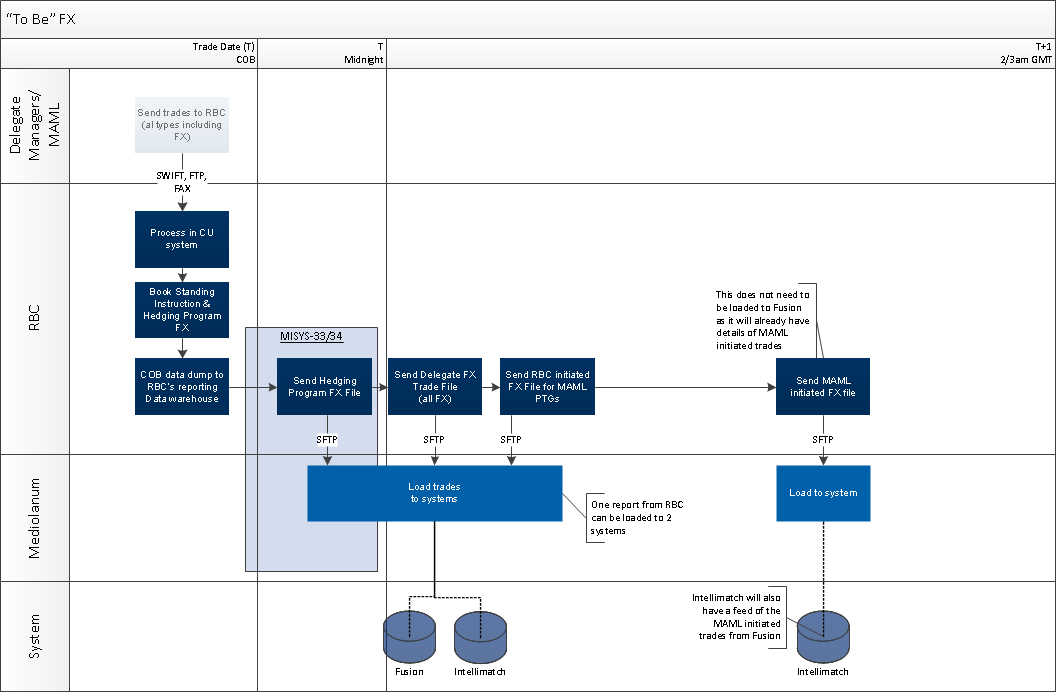 “To Be” FX
Trade Date (T)
COB
T
Midnight
T+1
2/3am GMT
Delegate
Managers/
MAML
Send trades to RBC
(al types including
FX)
SWIFT, FTP,
FAX
RBC
Process in CU
system
Book Standing
Instruction &
Hedging Program
FX
COB data dump to
RBC's reporting
Data warehouse
MISYS-33/34
Send Hedging
Program FX File
Send Delegate FX
Trade File
(all FX)
Send RBC initiated
FX File for MAML
PTGs
This does not need to
be loaded to Fusion
as it will already have
details of MAML
initiated trades
Send MAML
initiated FX file
SFTP
SFTP
SFTP
SFTP
Mediolanum
Load trades
to systems
One report from RBC
can be loaded to 2
systems
Load to system
System
Fusion
Intellimatch
Intellimatch will also
have a feed of the
MAML initiated
trades from Fusion
Intellimatch